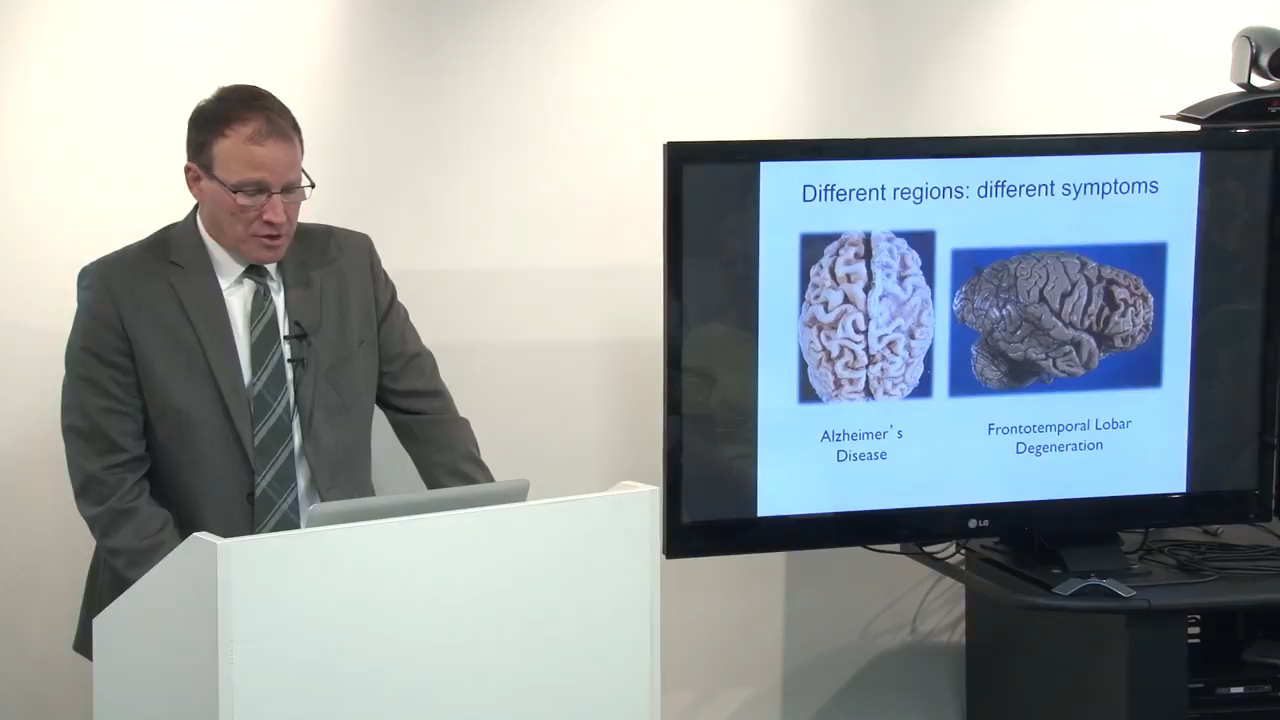 Different regions: different symptoms
Alzheimer's
Disease
Frontotemporal Lobar
Degeneration
LG